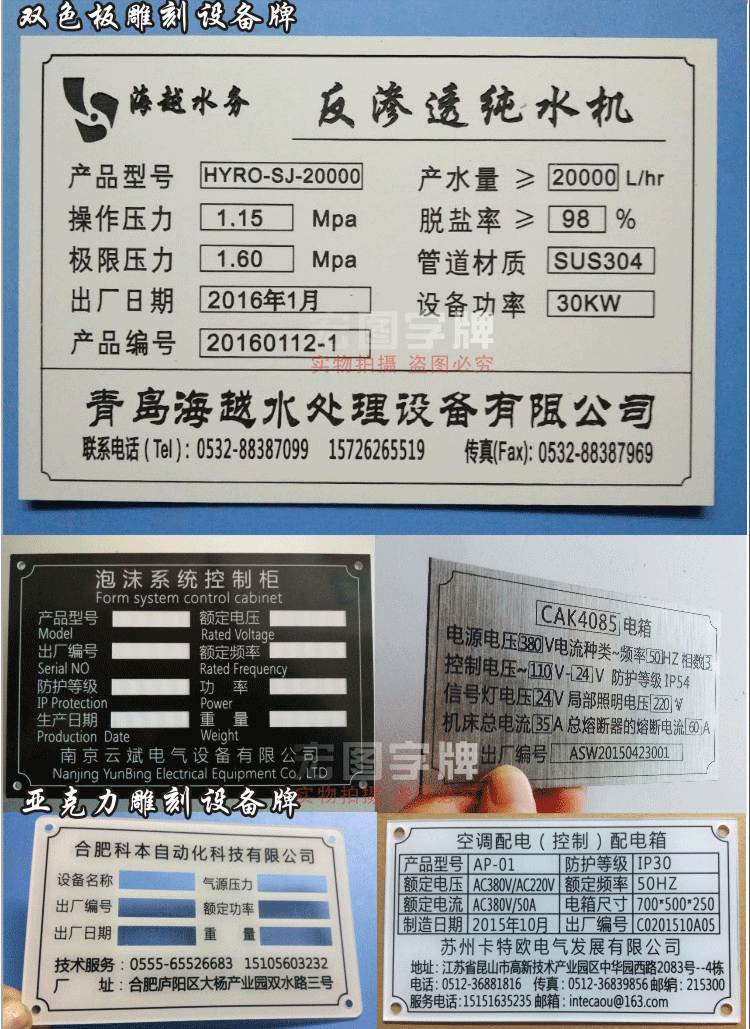 双色板雕刻设备牌
海越水务 反渗透纯水机
产品型号 HYRO-SJ-20000 产水量 ≥ 20000 L/hr
操作压力 1.15 Mpa 脱盐率 ≥ 98 %
极限压力 1.60 Mpa 管道材质 SUS304
出厂日期 2016年1月 设备功率 30KW
产品编号 20160112-1
宏图字牌
实物拍摄 盗图必究
青岛海越水处理设备有限公司
联系电话(Tel): 0532-88387099 15726265519 传真(Fax): 0532-88387969
泡沫系统控制柜
Form system control cabinet
产品型号 额定电压
Model Rated Voltage
出厂编号 额定频率
Serial NO Rated Frequency
防护等级 功 率
IP Protection Power
生产日期 重 量
Production Date Weight
南京云斌电气设备有限公司
Nanjing YunBing Electrical Equipment Co. LTD
CAK4085 电箱
电源电压 380 V 电流种类~频率 50 HZ 相数 3
控制电压~ 110 V- 24 V 防护等级 IP54
信号灯电压 24 V 局部照明电压 220 V
机床总电流 35 A 总熔断器的熔断电流 60 A
出厂编号 ASW20150423001
宏图字牌
实物拍摄 盗图必究
亚克力雕刻设备牌
合肥科本自动化科技有限公司
设备名称 气源压力
出厂编号 额定功率
出厂日期 重 量
技术服务: 0555-65526683 15105603232
厂 址: 合肥庐阳区大杨产业园双水路三号
空调配电(控制)配电箱
产品型号 AP-01 防护等级 IP30
额定电压 AC380V/AC220V 额定频率 50HZ
额定电流 AC380V/50A 电箱尺寸 700*500*250
制造日期 2015年10月 出厂编号 C0201510A05
苏州卡特欧电气发展有限公司
地址: 江苏省昆山市高新技术产业园区中华园西路2083号--4栋
电话: 0512-36881816 传真: 0512-36839856 邮编: 215300
服务电话: 15151635235 邮箱: intecaou@163.com